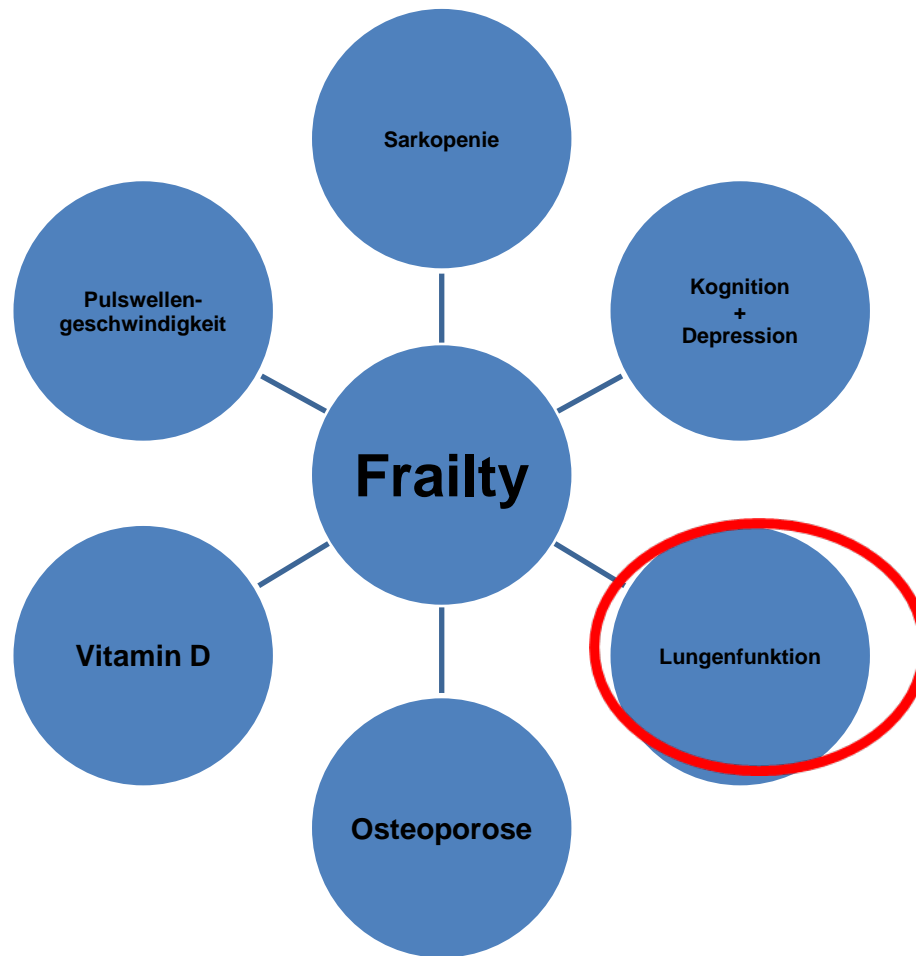 Sarkopenie
Pulswellen-
geschwindigkeit
Kognition
+
Depression
Frailty
Vitamin D
Lungenfunktion
Osteoporose